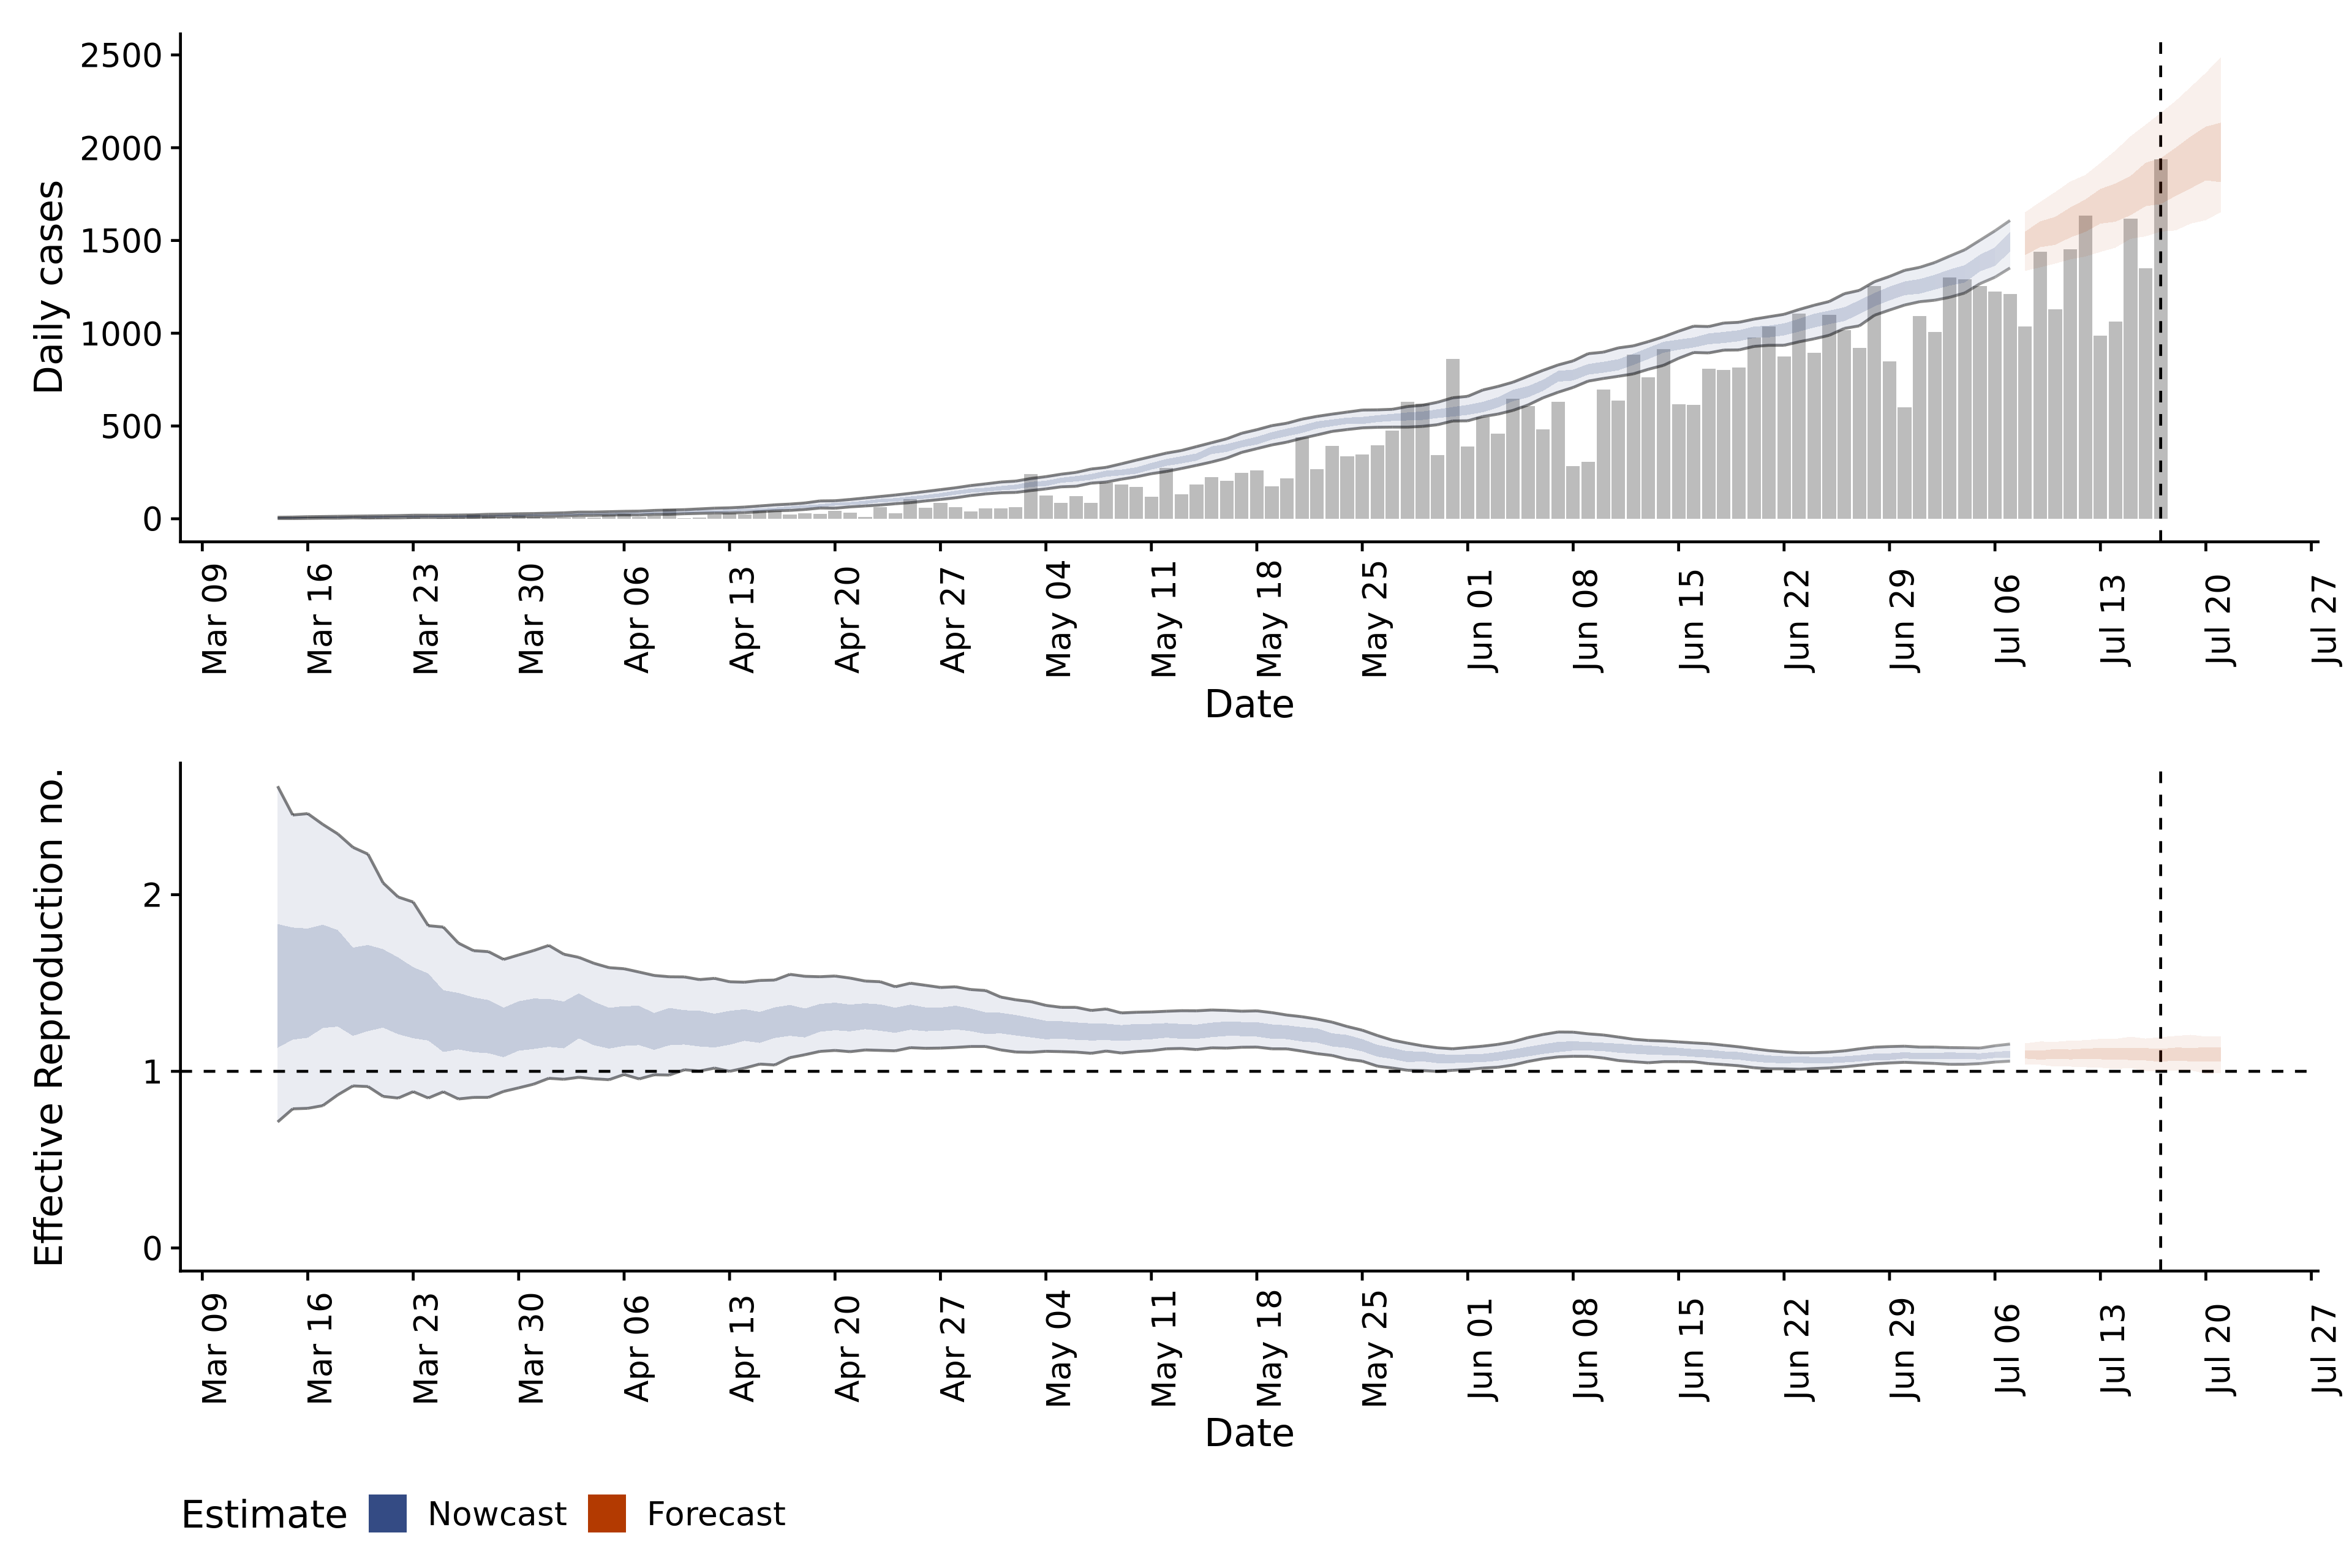 2500
2000
1500
1000
500
0
Daily cases
Mar 09 Mar 16 Mar 23 Mar 30 Apr 06 Apr 13 Apr 20 Apr 27 May 04 May 11 May 18 May 25 Jun 01 Jun 08 Jun 15 Jun 22 Jun 29 Jul 06 Jul 13 Jul 20 Jul 27
Date
2
1
0
Effective Reproduction no.
Mar 09 Mar 16 Mar 23 Mar 30 Apr 06 Apr 13 Apr 20 Apr 27 May 04 May 11 May 18 May 25 Jun 01 Jun 08 Jun 15 Jun 22 Jun 29 Jul 06 Jul 13 Jul 20 Jul 27
Date
Estimate Nowcast Forecast